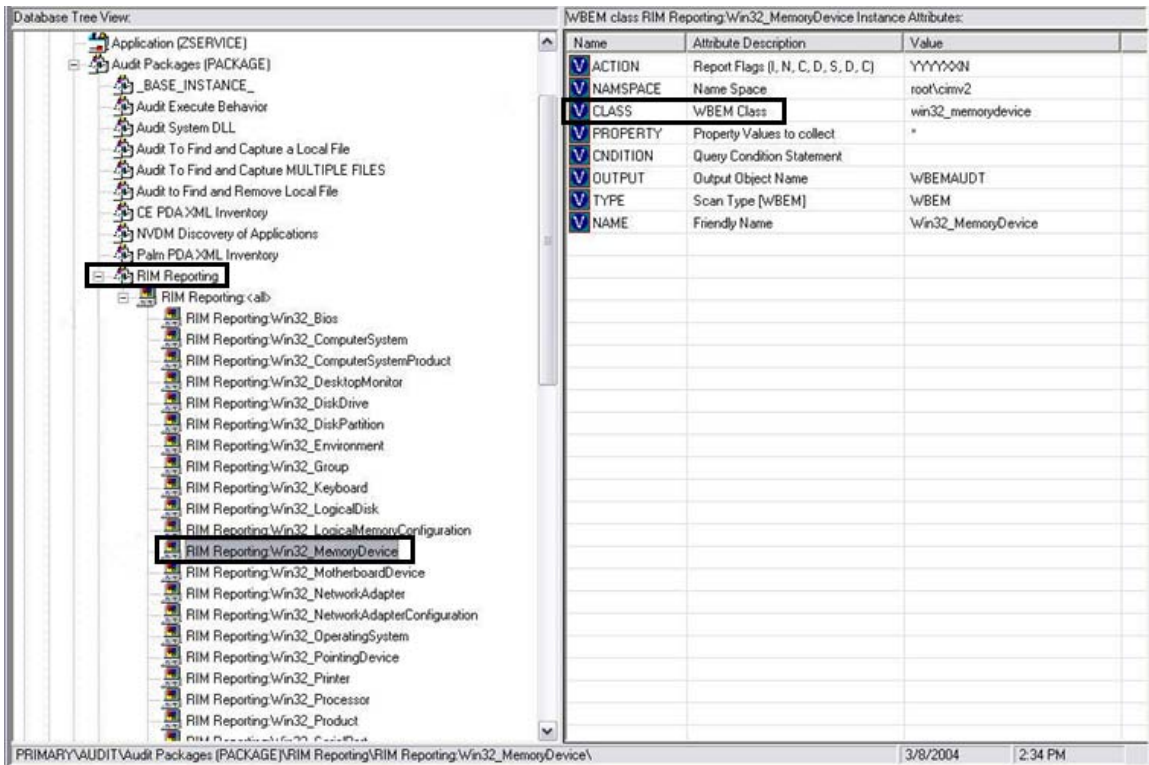 Database Tree View:
Application (ZSERVICE)
Audit Packages (PACKAGE)
_BASE_INSTANCE_
Audit Execute Behavior
Audit System DLL
Audit To Find and Capture a Local File
Audit To Find and Capture MULTIPLE FILES
Audit to Find and Remove Local File
CE PDA XML Inventory
NVDM Discovery of Applications
Palm PDA XML Inventory
RIM Reporting
RIM Reporting:<all>
RIM Reporting:Win32_Bios
RIM Reporting:Win32_ComputerSystem
RIM Reporting:Win32_ComputerSystemProduct
RIM Reporting:Win32_DesktopMonitor
RIM Reporting:Win32_DiskDrive
RIM Reporting:Win32_DiskPartition
RIM Reporting:Win32_Environment
RIM Reporting:Win32_Group
RIM Reporting:Win32_Keyboard
RIM Reporting:Win32_LogicalDisk
RIM Reporting:Win32_LogicalMemoryConfiguration
RIM Reporting:Win32_MemoryDevice
RIM Reporting:Win32_MotherboardDevice
RIM Reporting:Win32_NetworkAdapter
RIM Reporting:Win32_NetworkAdapterConfiguration
RIM Reporting:Win32_OperatingSystem
RIM Reporting:Win32_PointingDevice
RIM Reporting:Win32_Printer
RIM Reporting:Win32_Processor
RIM Reporting:Win32_Product
RIM Reporting:Win32_SerialPort
WBEM class RIM Reporting:Win32_MemoryDevice Instance Attributes:
Name Attribute Description Value
V ACTION Report Flags (I, N, C, D, S, D, C) YYYYXXN
V NAMSPACE Name Space root\cimv2
V CLASS WBEM Class win32_memorydevice
V PROPERTY Property Values to collect *
V CNDITION Query Condition Statement
V OUTPUT Output Object Name WBEMAUDT
V TYPE Scan Type [WBEM] WBEM
V NAME Friendly Name Win32_MemoryDevice
PRIMARY\AUDIT\Audit Packages (PACKAGE)\RIM Reporting\RIM Reporting:Win32_MemoryDevice\ 3/8/2004 2:34 PM